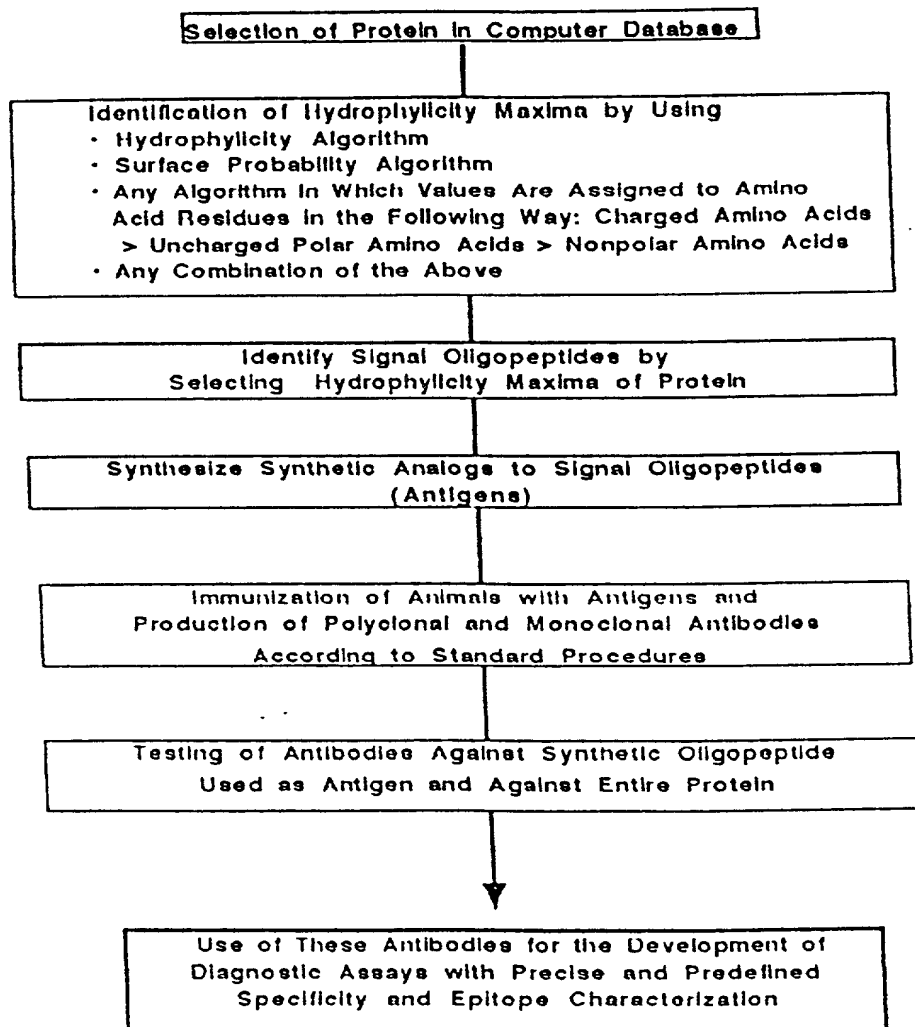 Selection of Protein in Computer Database
Identification of Hydrophylicity Maxima by Using
· Hydrophylicity Algorithm
· Surface Probability Algorithm
· Any Algorithm in Which Values Are Assigned to Amino
Acid Residues in the Following Way: Charged Amino Acids
> Uncharged Polar Amino Acids > Nonpolar Amino Acids
· Any Combination of the Above
Identify Signal Oligopeptides by
Selecting Hydrophylicity Maxima of Protein
Synthesize Synthetic Analogs to Signal Oligopeptides
(Antigens)
Immunization of Animals with Antigens and
Production of Polyclonal and Monoclonal Antibodies
According to Standard Procedures
Testing of Antibodies Against Synthetic Oligopeptide
Used as Antigen and Against Entire Protein
Use of These Antibodies for the Development of
Diagnostic Assays with Precise and Predefined
Specificity and Epitope Characterization